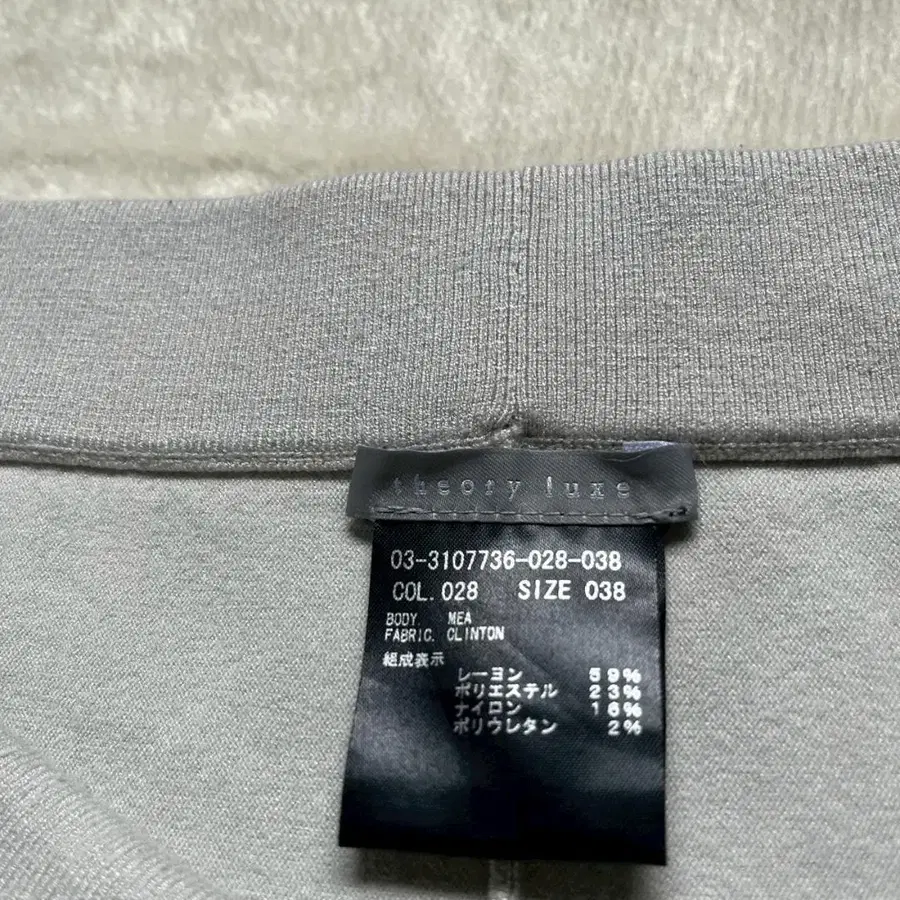 theory luxe
03-3107736-028-038
COL. 028 SIZE 038
BODY. MEA
FABRIC. CLINTON
組成表示
レーヨン 59%
ポリエステル 23%
ナイロン 16%
ポリウレタン 2%